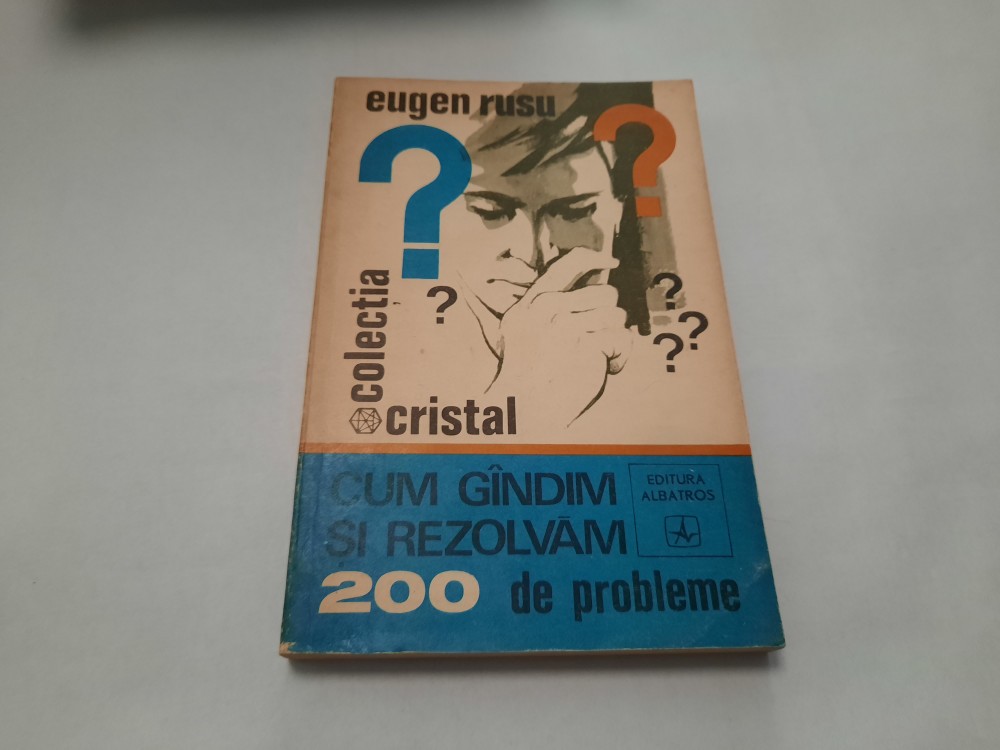 eugen rusu
?
?
?
?
?
?
colectia
cristal
CUM GÎNDIM
ȘI REZOLVĂM
200 de probleme
EDITURA
ALBATROS